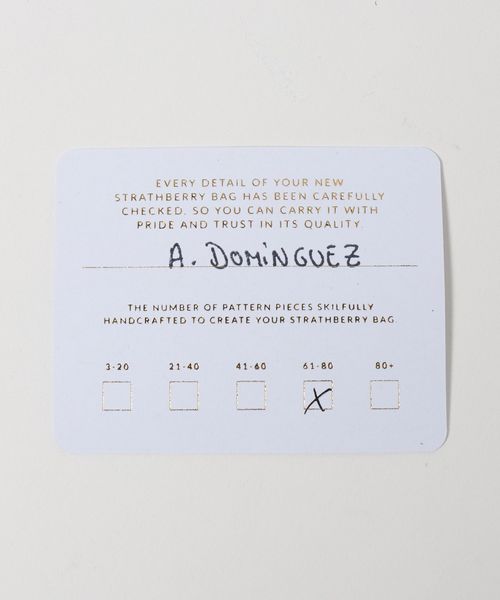 EVERY DETAIL OF YOUR NEW
STRATHBERRY BAG HAS BEEN CAREFULLY
CHECKED, SO YOU CAN CARRY IT WITH
PRIDE AND TRUST IN ITS QUALITY.
A. DOMiNGUEZ
THE NUMBER OF PATTERN PIECES SKILFULLY
HANDCRAFTED TO CREATE YOUR STRATHBERRY BAG.
3-20 21-40 41-60 61-80 80+
X